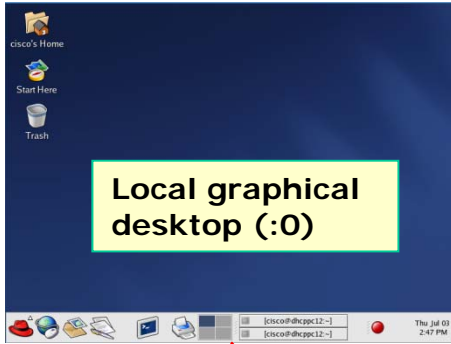 cisco's Home
Start Here
Trash
Local graphical
desktop (:0)
[cisco@dhcppc12:~]
[cisco@dhcppc12:~]
Thu Jul 03
2:47 PM